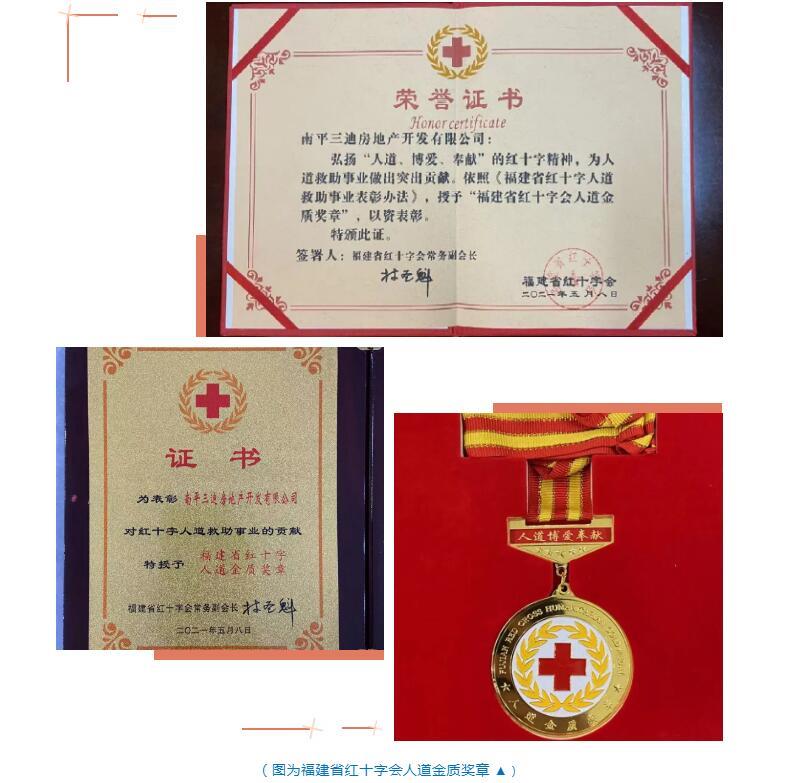 荣誉证书
Honor certificate
南平三迪房地产开发有限公司：
弘扬“人道、博爱、奉献”的红十字精神，为人
道救助事业做出突出贡献。依照《福建省红十字人道
救助事业表彰办法》，授予“福建省红十字会人道金
质奖章”，以资表彰。
特颁此证。
签署人：福建省红十字会常务副会长
福建省红十字会
二〇二一年五月八日
证 书
为表彰 南平三迪房地产开发有限公司
对红十字人道救助事业的贡献
特授予 福建省红十字
人道金质奖章
福建省红十字会常务副会长
二〇二一年五月八日
人道博爱奉献
FUJIAN RED CROSS
人道金质奖章
（图为福建省红十字会人道金质奖章 ▲）